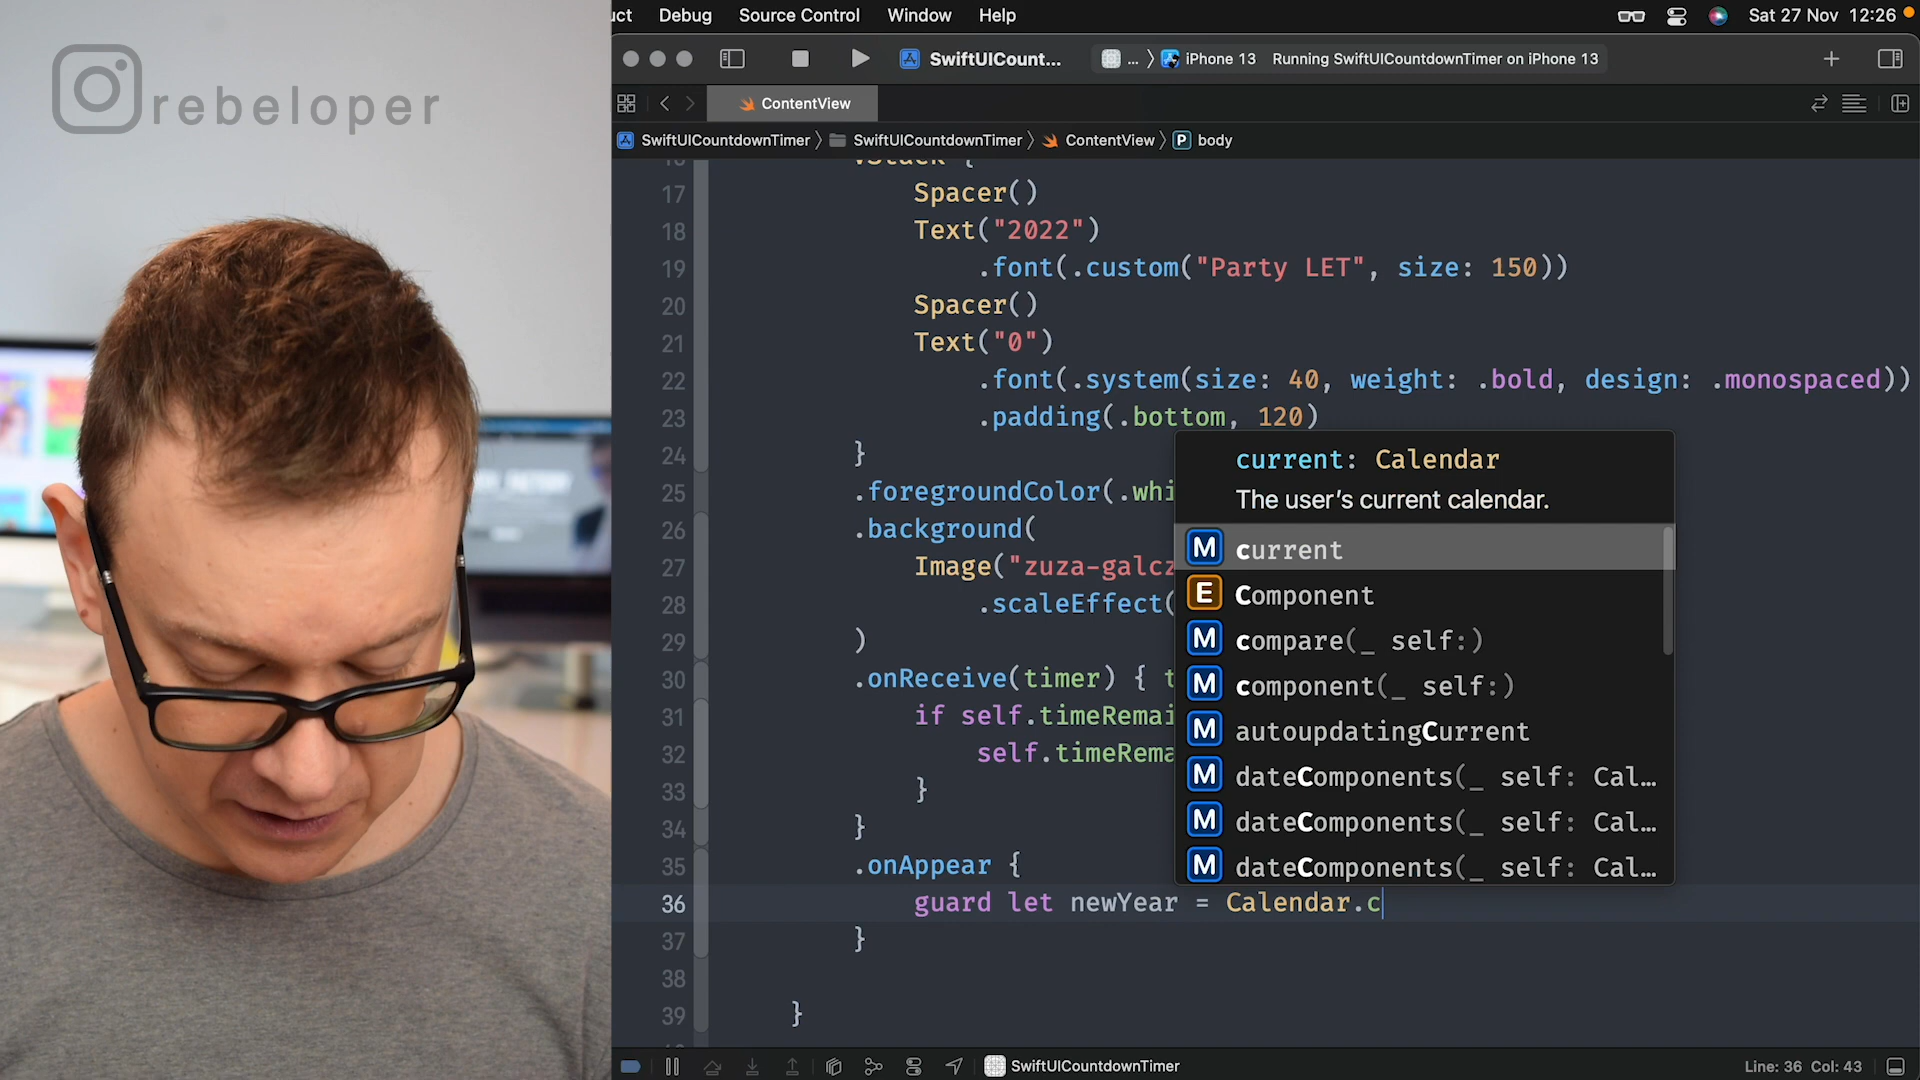 uct Debug Source Control Window Help Sat 27 Nov 12:26
rebeloper
SwiftUICount... ... iPhone 13 Running SwiftUICountdownTimer on iPhone 13
ContentView
SwiftUICountdownTimer SwiftUICountdownTimer ContentView P body
VStack {
17 Spacer()
18 Text("2022")
19 .font(.custom("Party LET", size: 150))
20 Spacer()
21 Text("0")
22 .font(.system(size: 40, weight: .bold, design: .monospaced))
23 .padding(.bottom, 120)
24 }
25 .foregroundColor(.whi
26 .background(
27 Image("zuza-galcz
28 .scaleEffect(
29 )
30 .onReceive(timer) { t
31 if self.timeRemai
32 self.timeRema
33 }
34 }
35 .onAppear {
36 guard let newYear = Calendar.c
37 }
38
39 }
current: Calendar
The user's current calendar.
M current
E Component
M compare(_ self:)
M component(_ self:)
M autoupdatingCurrent
M dateComponents(_ self: Cal...
M dateComponents(_ self: Cal...
M dateComponents(_ self: Cal...
SwiftUICountdownTimer Line: 36 Col: 43